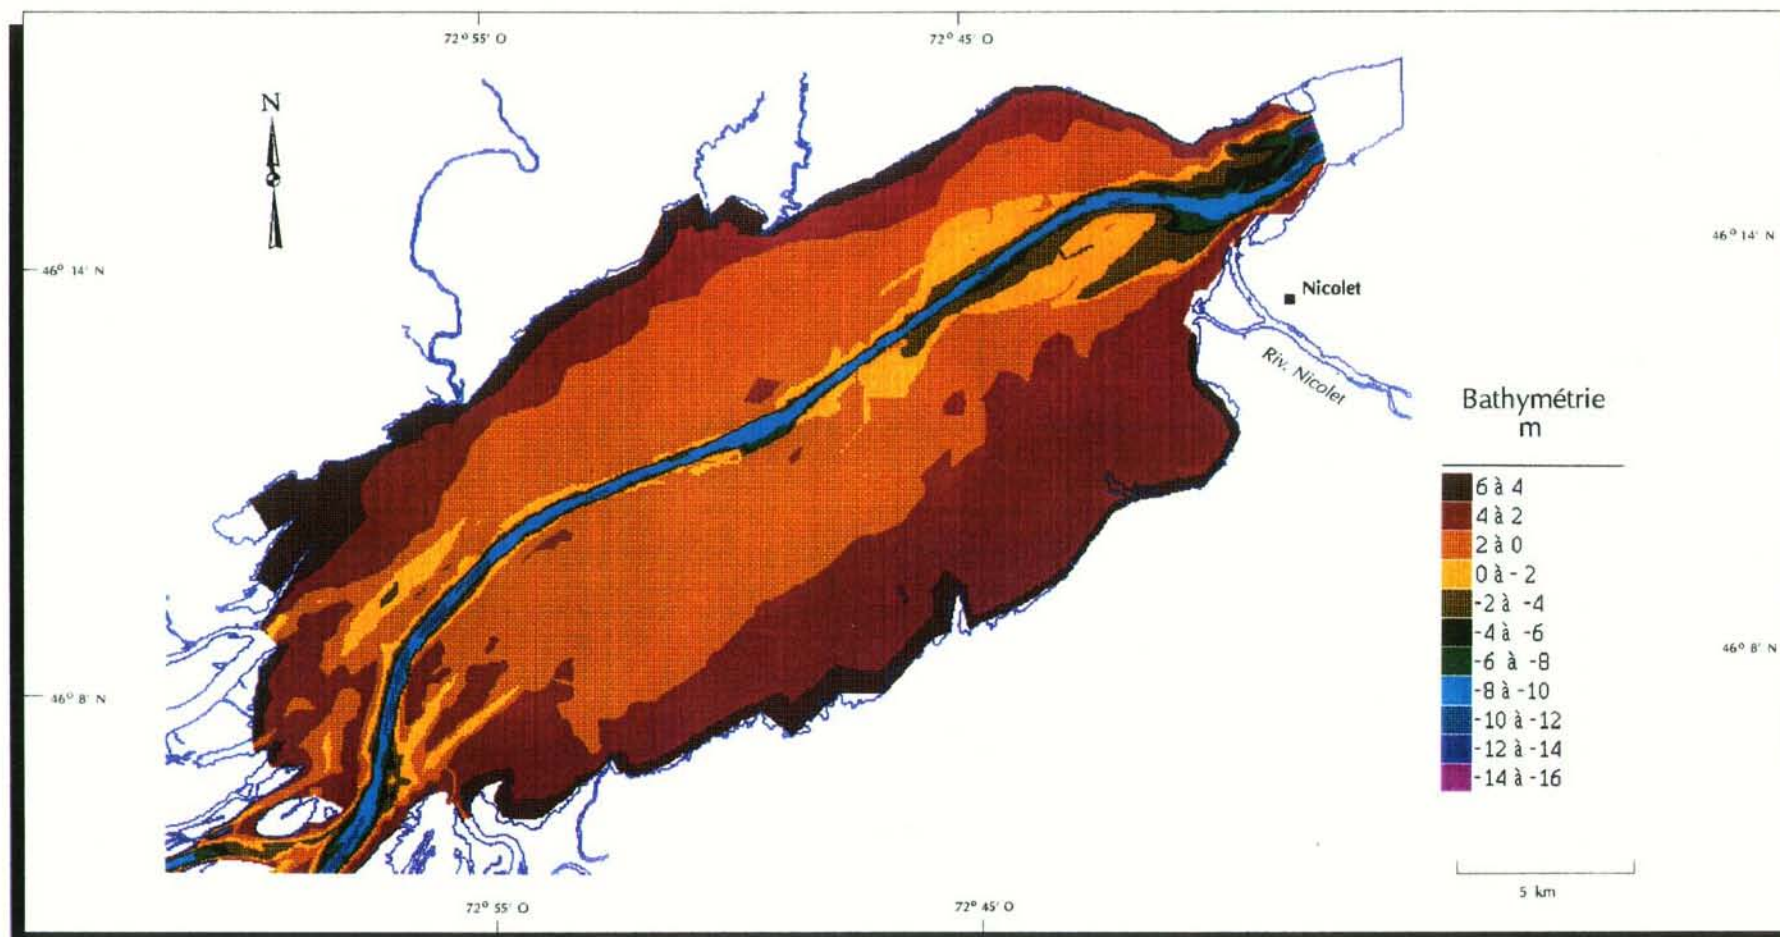 72° 55' O
72° 45' O
N
46° 14' N
46° 14' N
Nicolet
Riv. Nicolet
Bathymétrie
m
6 à 4
4 à 2
2 à 0
0 à -2
-2 à -4
-4 à -6
-6 à -8
-8 à -10
-10 à -12
-12 à -14
-14 à -16
46° 8' N
46° 8' N
5 km
72° 55' O
72° 45' O